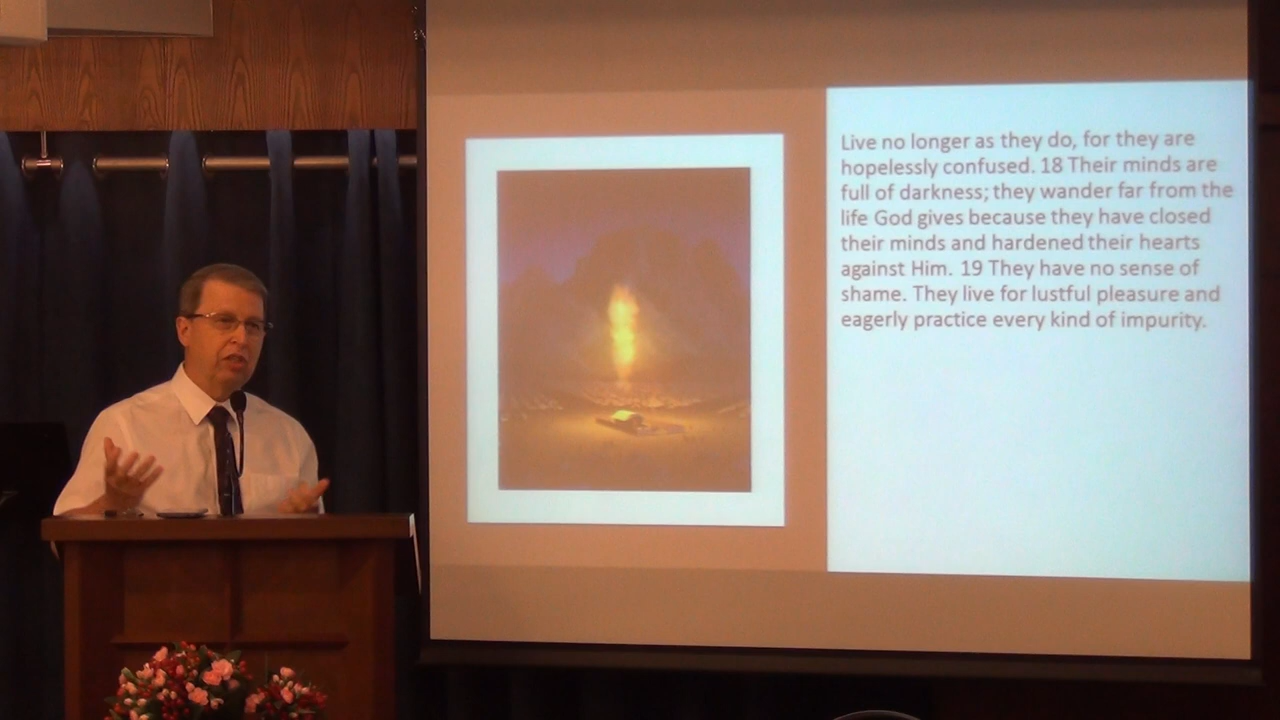 Live no longer as they do, for they are
hopelessly confused. 18 Their minds are
full of darkness; they wander far from the
life God gives because they have closed
their minds and hardened their hearts
against Him. 19 They have no sense of
shame. They live for lustful pleasure and
eagerly practice every kind of impurity.